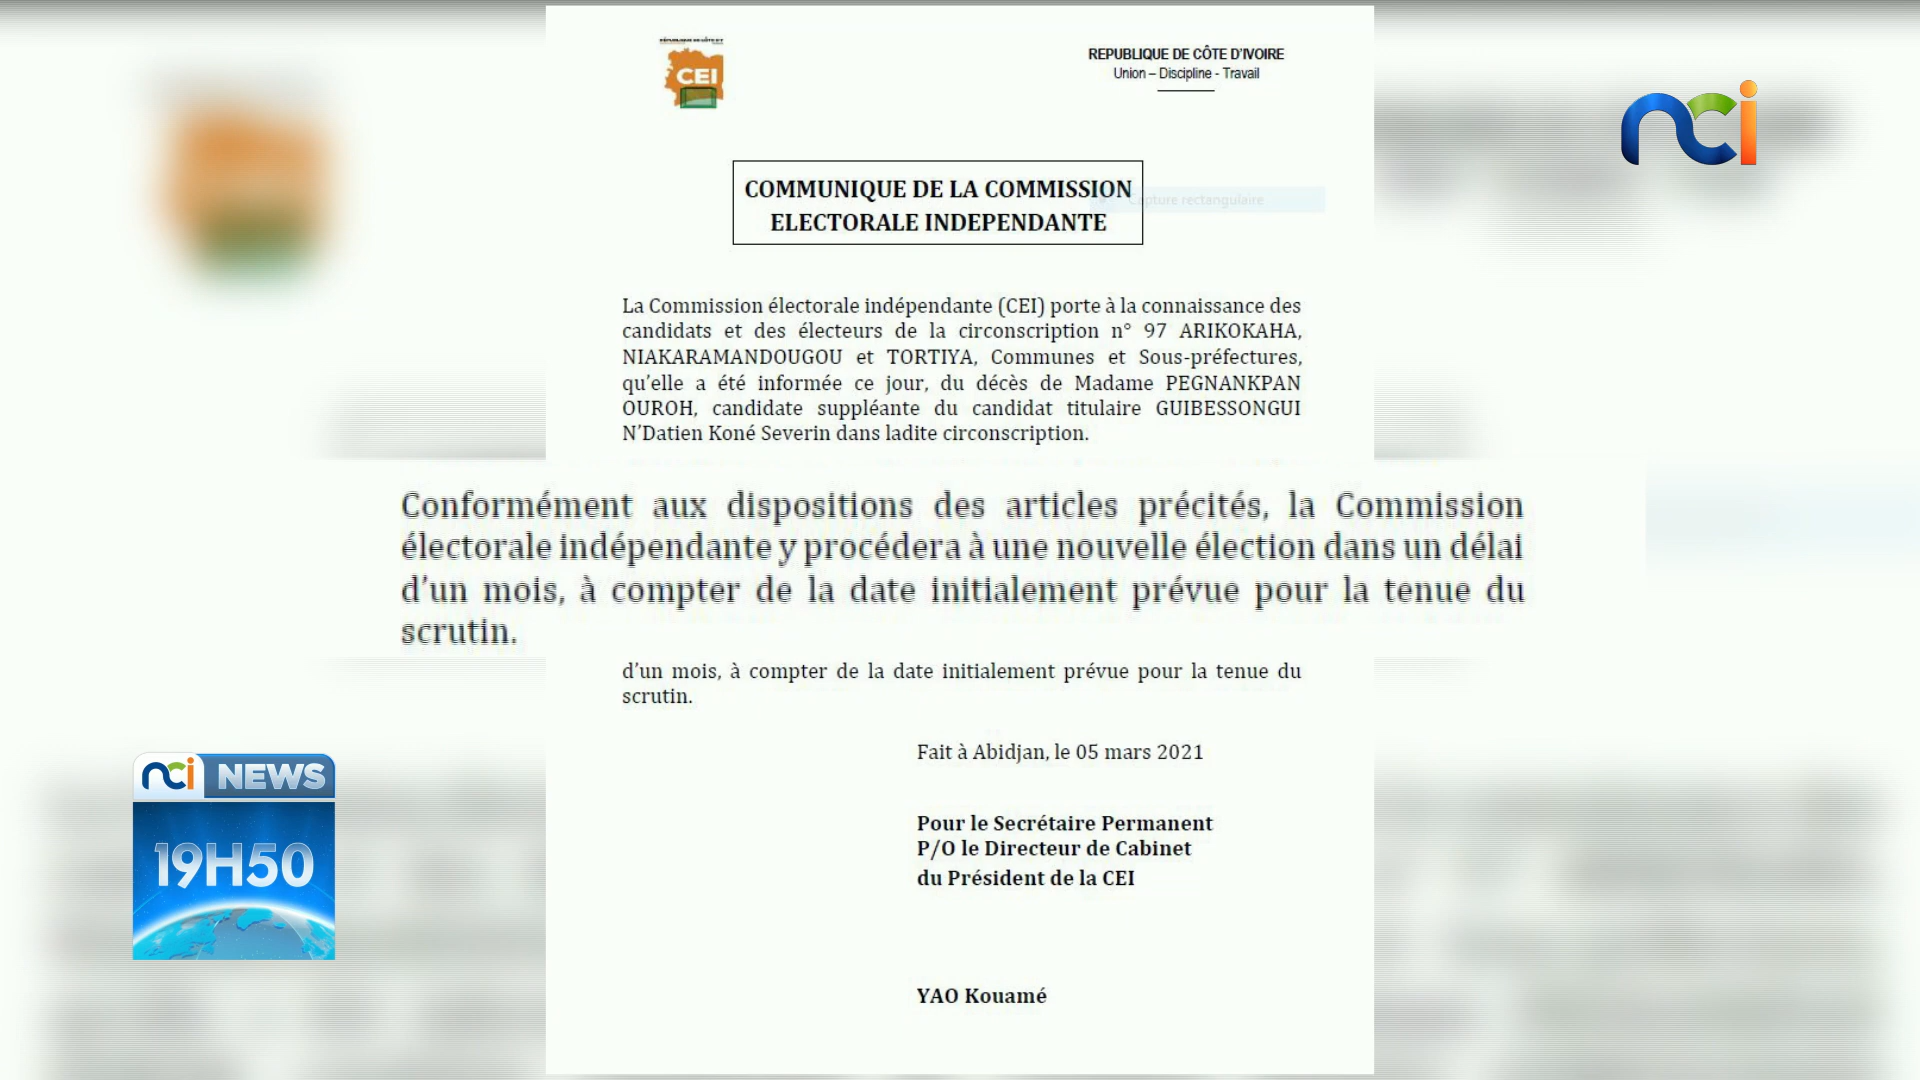 CEI
REPUBLIQUE DE CÔTE D'IVOIRE
Union – Discipline - Travail
nci
COMMUNIQUE DE LA COMMISSION
ELECTORALE INDEPENDANTE
Capture rectangulaire
La Commission électorale indépendante (CEI) porte à la connaissance des
candidats et des électeurs de la circonscription n° 97 ARIKOKAHA,
NIAKARAMANDOUGOU et TORTIYA, Communes et Sous-préfectures,
qu'elle a été informée ce jour, du décès de Madame PEGNANKPAN
OUROH, candidate suppléante du candidat titulaire GUIBESSONGUI
N'Datien Koné Severin dans ladite circonscription.
Conformément aux dispositions des articles précités, la Commission
électorale indépendante y procédera à une nouvelle élection dans un délai
d'un mois, à compter de la date initialement prévue pour la tenue du
scrutin.
d'un mois, à compter de la date initialement prévue pour la tenue du
scrutin.
Fait à Abidjan, le 05 mars 2021
Pour le Secrétaire Permanent
P/O le Directeur de Cabinet
du Président de la CEI
YAO Kouamé
nci NEWS
19H50